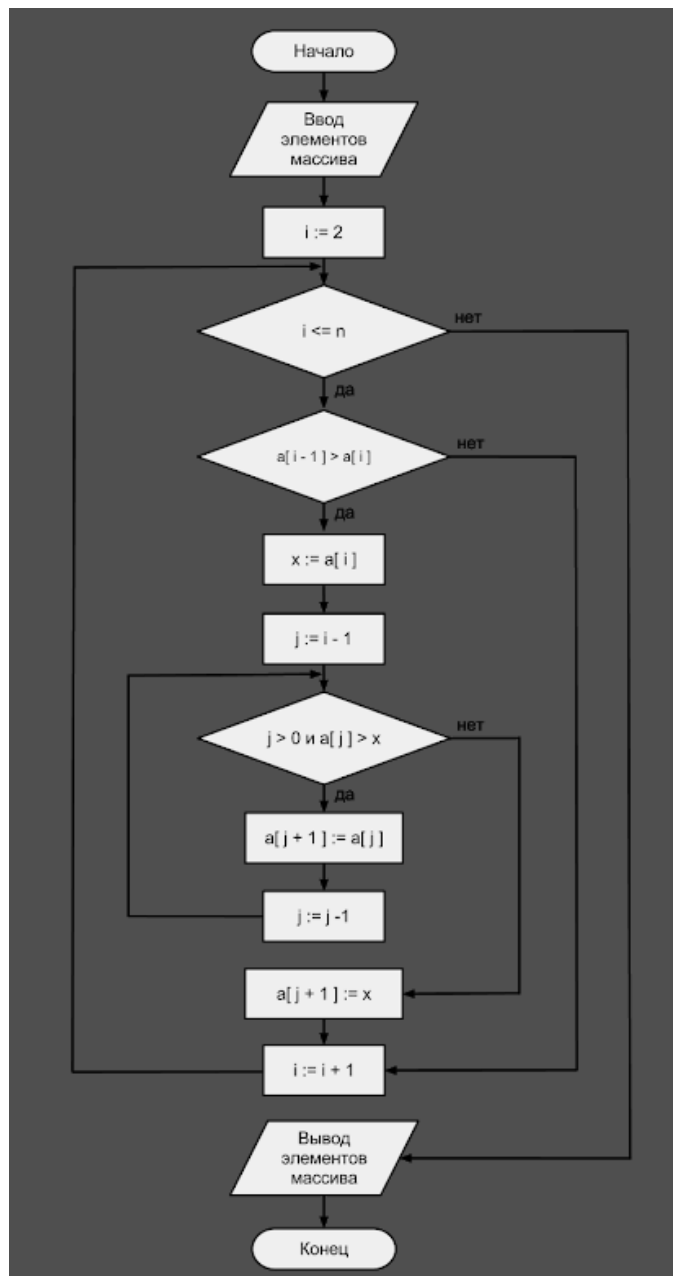 Начало
Ввод
элементов
массива
i := 2
i <= n
нет
да
a[ i - 1 ] > a[ i ]
нет
да
x := a[ i ]
j := i - 1
j > 0 и a[ j ] > x
нет
да
a[ j + 1 ] := a[ j ]
j := j -1
a[ j + 1 ] := x
i := i + 1
Вывод
элементов
массива
Конец